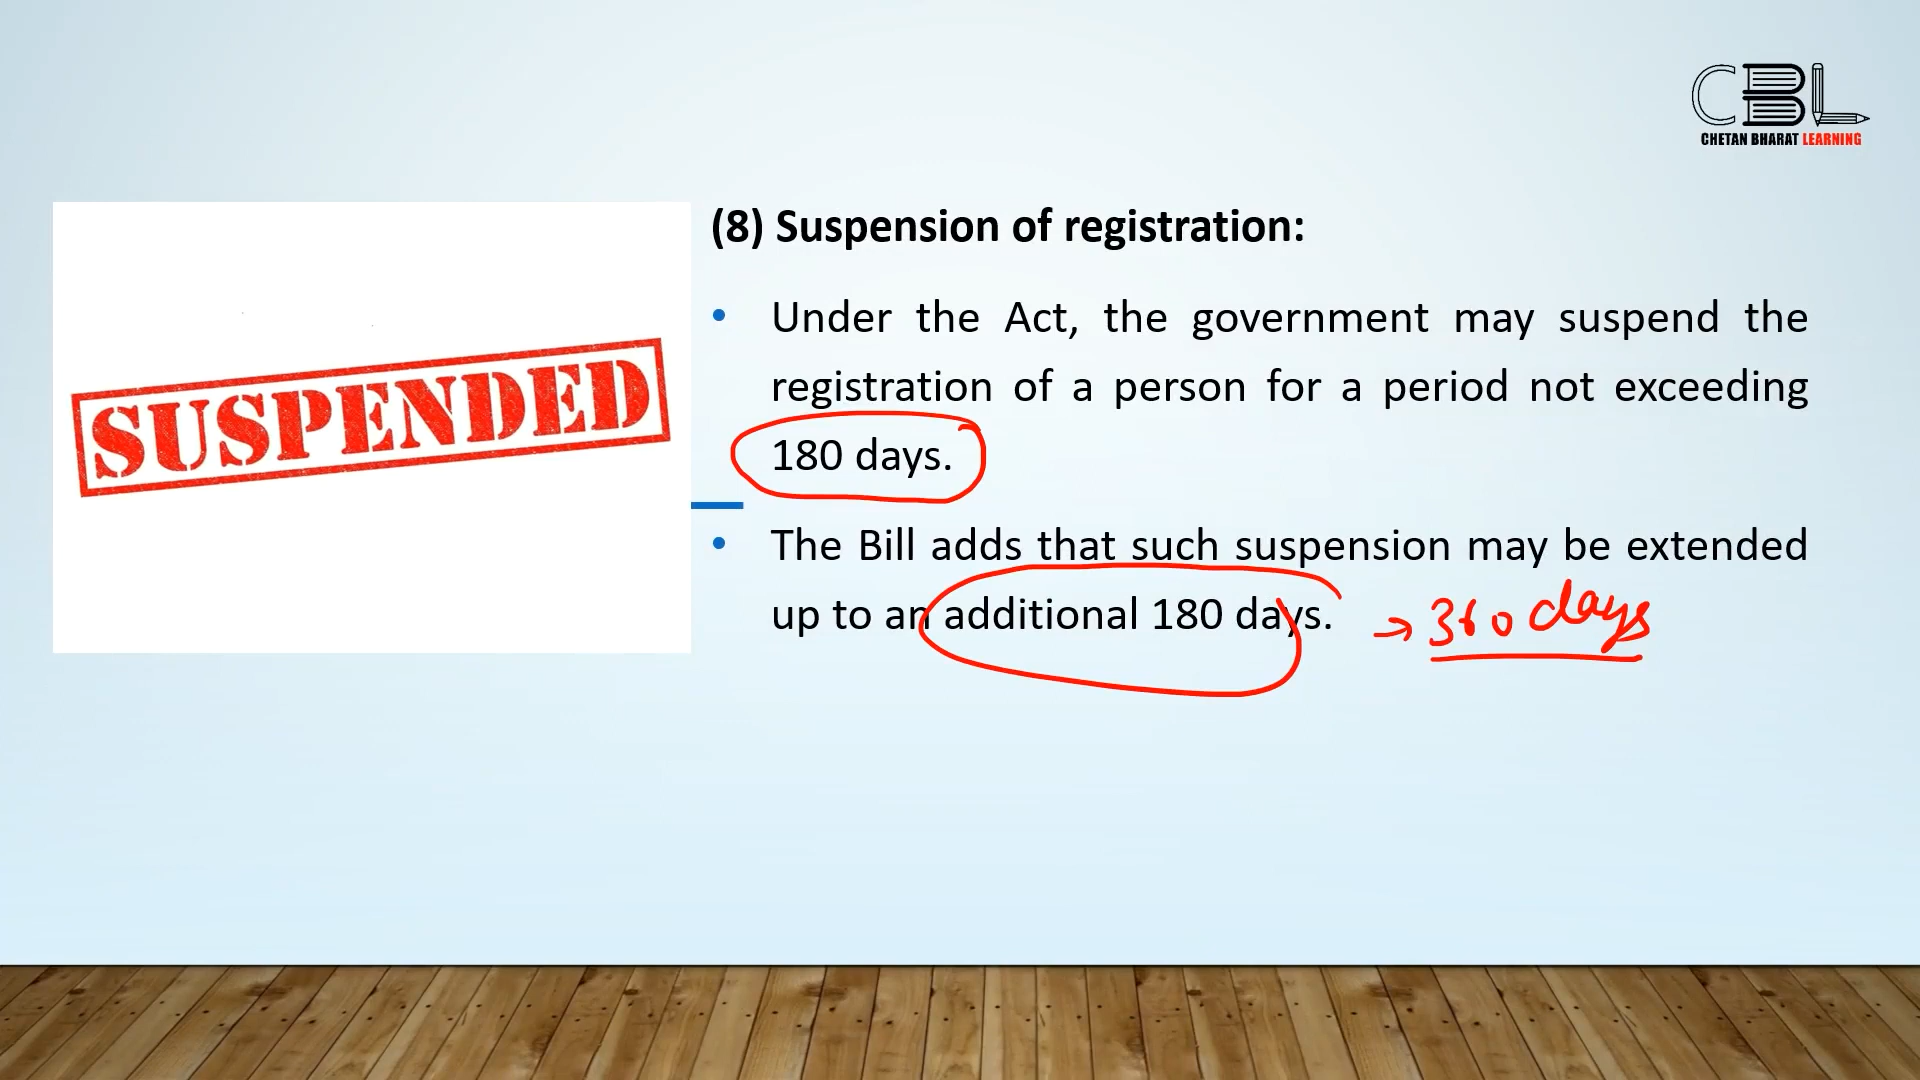 CBL
CHETAN BHARAT LEARNING
SUSPENDED
(8) Suspension of registration:
• Under the Act, the government may suspend the
registration of a person for a period not exceeding
180 days.
• The Bill adds that such suspension may be extended
up to an additional 180 days. → 360 days